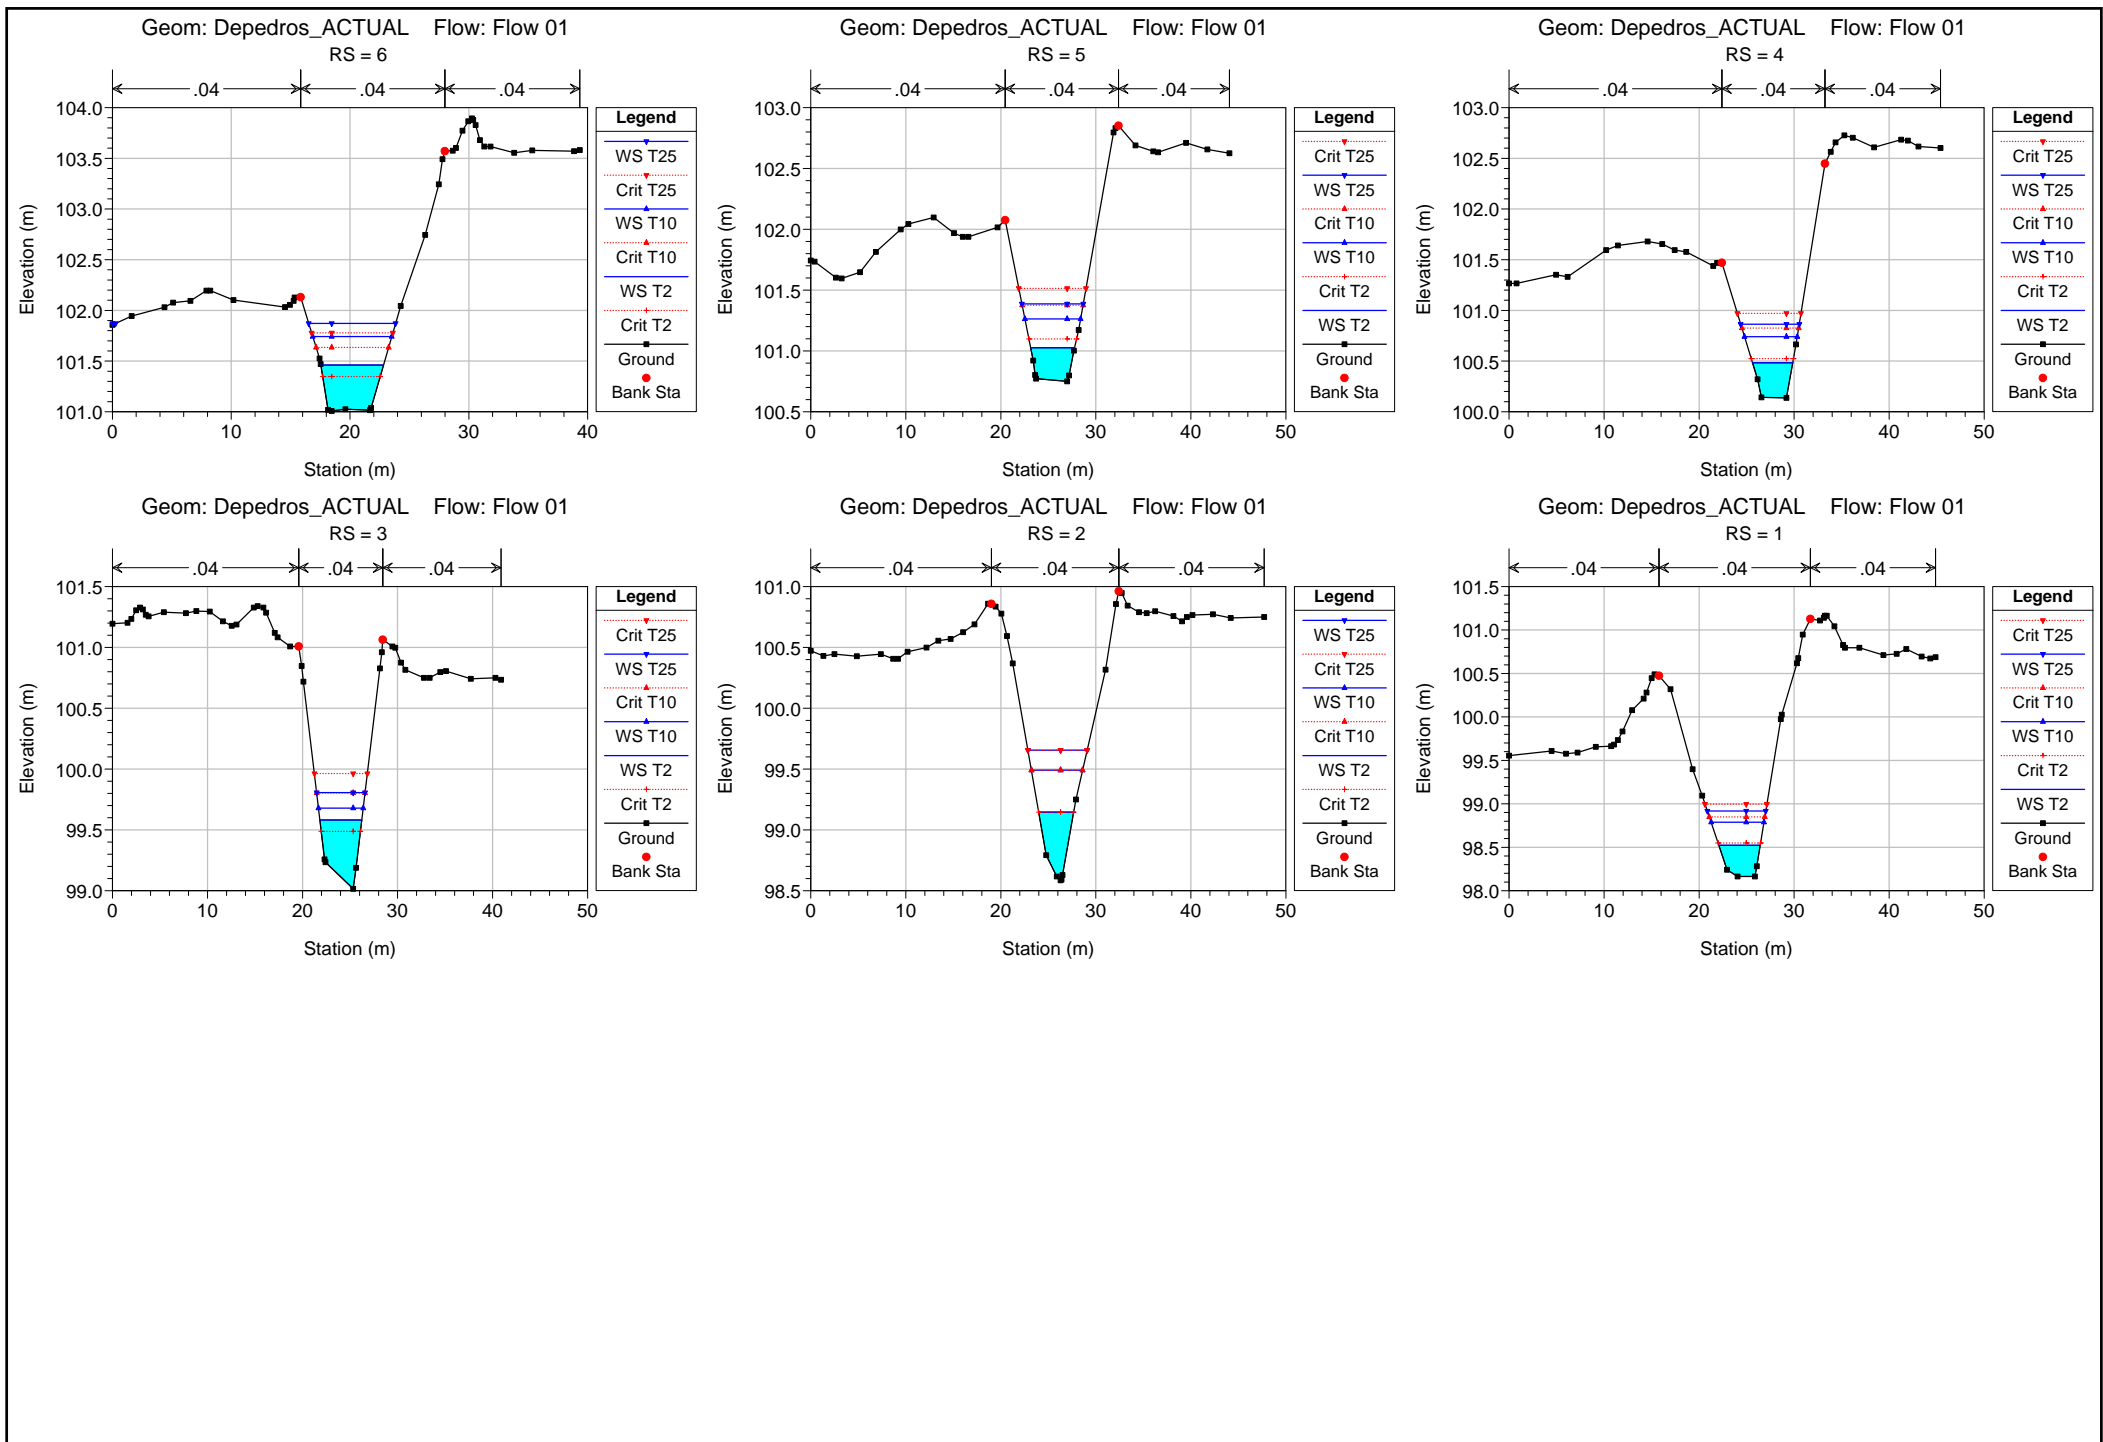 Geom: Depedros_ACTUAL    Flow: Flow 01
RS = 6
.04 .04 .04
104.0
103.5
103.0
102.5
102.0
101.5
101.0
0 10 20 30 40
Station (m)
Elevation (m)
Legend
WS T25
Crit T25
WS T10
Crit T10
WS T2
Crit T2
Ground
Bank Sta
Geom: Depedros_ACTUAL    Flow: Flow 01
RS = 5
.04 .04 .04
103.0
102.5
102.0
101.5
101.0
100.5
0 10 20 30 40 50
Station (m)
Elevation (m)
Legend
Crit T25
WS T25
Crit T10
WS T10
Crit T2
WS T2
Ground
Bank Sta
Geom: Depedros_ACTUAL    Flow: Flow 01
RS = 4
.04 .04 .04
103.0
102.5
102.0
101.5
101.0
100.5
100.0
0 10 20 30 40 50
Station (m)
Elevation (m)
Legend
Crit T25
WS T25
Crit T10
WS T10
Crit T2
WS T2
Ground
Bank Sta
Geom: Depedros_ACTUAL    Flow: Flow 01
RS = 3
.04 .04 .04
101.5
101.0
100.5
100.0
99.5
99.0
0 10 20 30 40 50
Station (m)
Elevation (m)
Legend
Crit T25
WS T25
Crit T10
WS T10
WS T2
Crit T2
Ground
Bank Sta
Geom: Depedros_ACTUAL    Flow: Flow 01
RS = 2
.04 .04 .04
101.0
100.5
100.0
99.5
99.0
98.5
0 10 20 30 40 50
Station (m)
Elevation (m)
Legend
WS T25
Crit T25
WS T10
Crit T10
WS T2
Crit T2
Ground
Bank Sta
Geom: Depedros_ACTUAL    Flow: Flow 01
RS = 1
.04 .04 .04
101.5
101.0
100.5
100.0
99.5
99.0
98.5
98.0
0 10 20 30 40 50
Station (m)
Elevation (m)
Legend
Crit T25
WS T25
Crit T10
WS T10
Crit T2
WS T2
Ground
Bank Sta